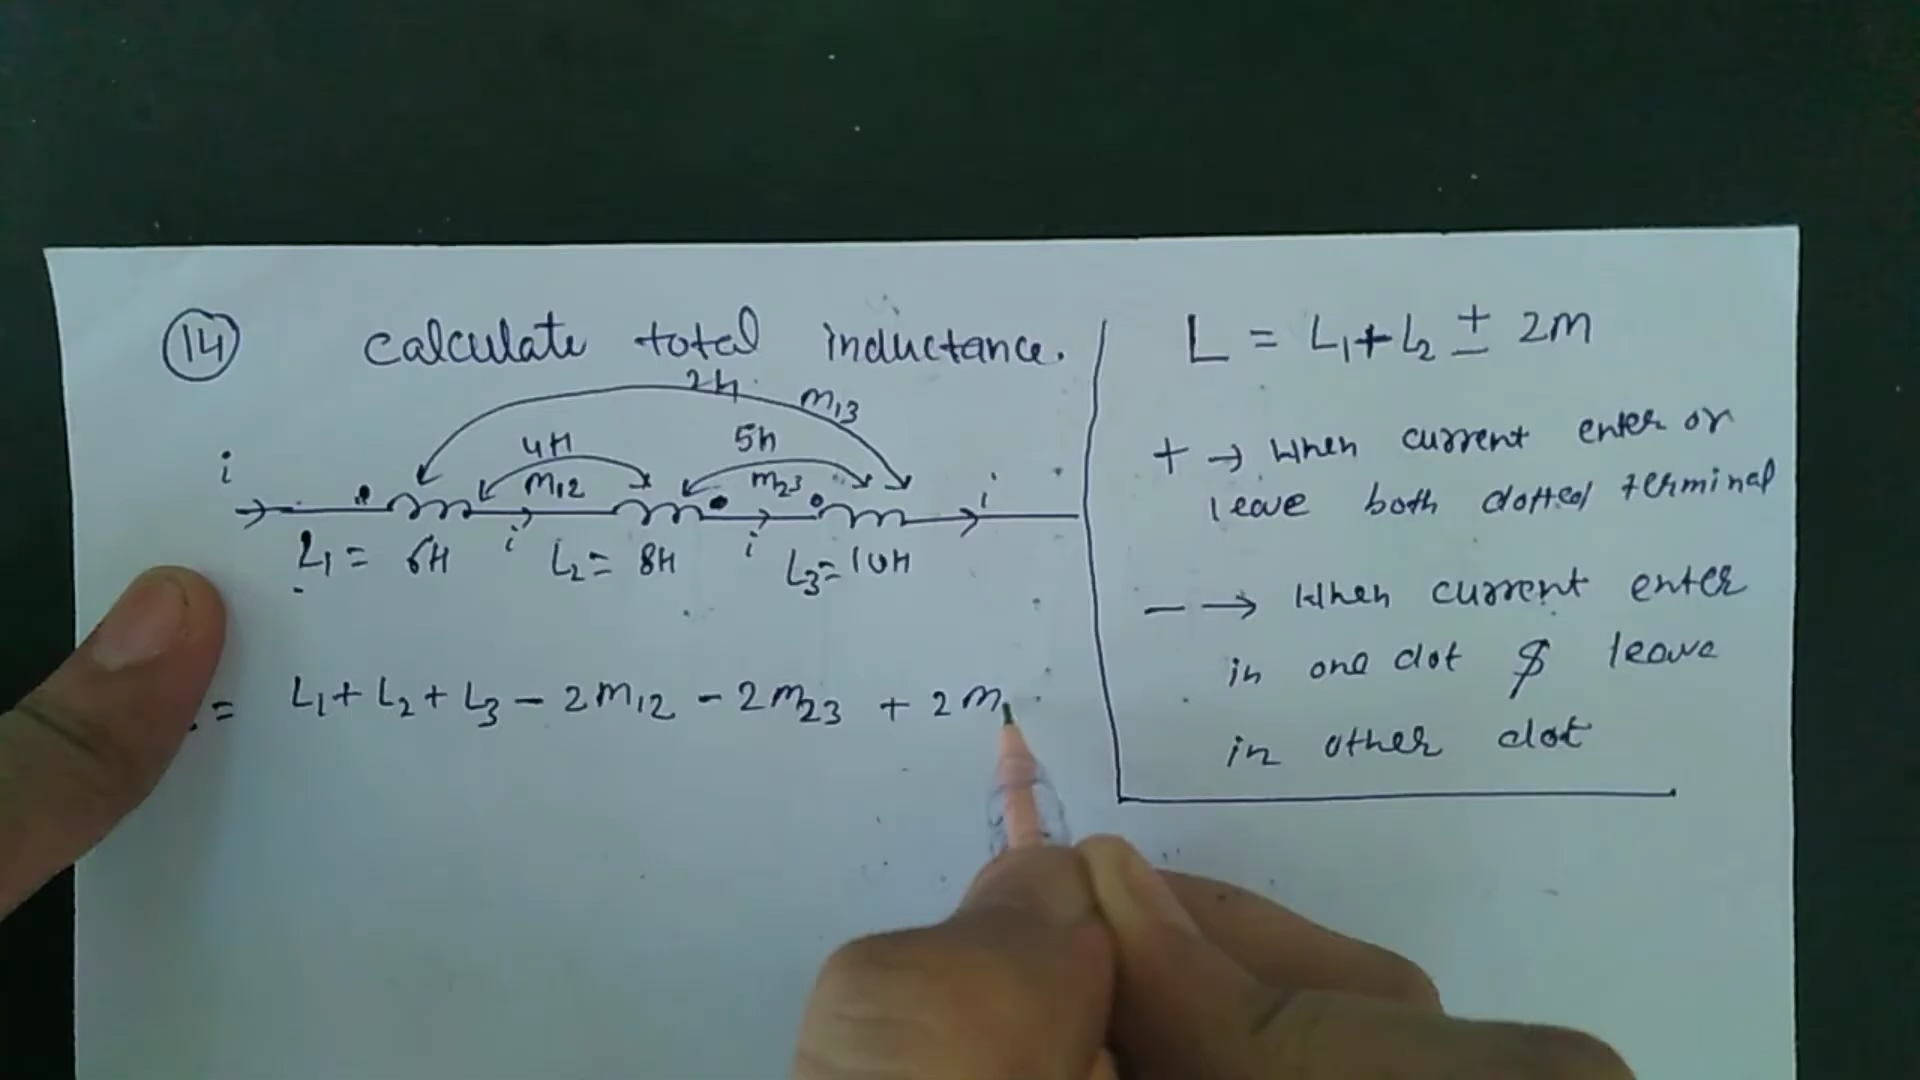 14 Calculate total inductance.
2H m13
4H 5h
i m12 m23 i
L1 = 6H i L2 = 8H i L3 = 10H
= L1 + L2 + L3 - 2m12 - 2m23 + 2m
L = L1 + L2 ± 2m
+ → When current enter or
leave both dotted terminal
- → When current enter
in one dot & leave
in other dot